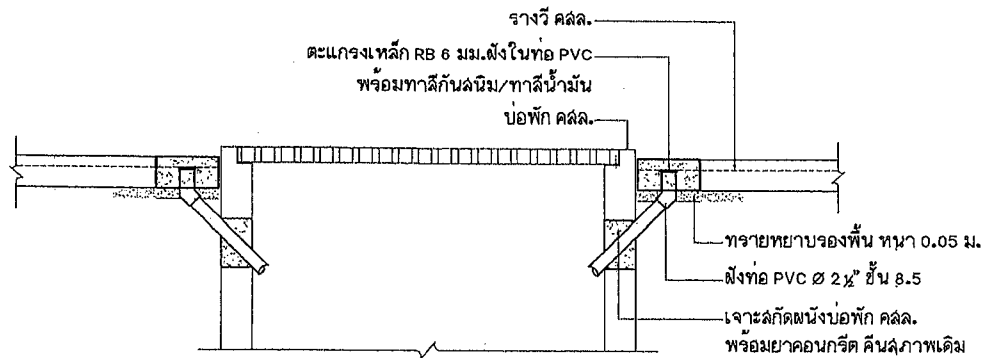 รางวี คสล.
ตะแกรงเหล็ก RB 6 มม.ฝังในท่อ PVC
พร้อมทาสีกันสนิม/ทาสีน้ำมัน
บ่อพัก คสล.
ทรายหยาบรองพื้น หนา 0.05 ม.
ฝังท่อ PVC Ø 2½" ชั้น 8.5
เจาะสกัดผนังบ่อพัก คสล.
พร้อมยาคอนกรีต คืนสภาพเดิม